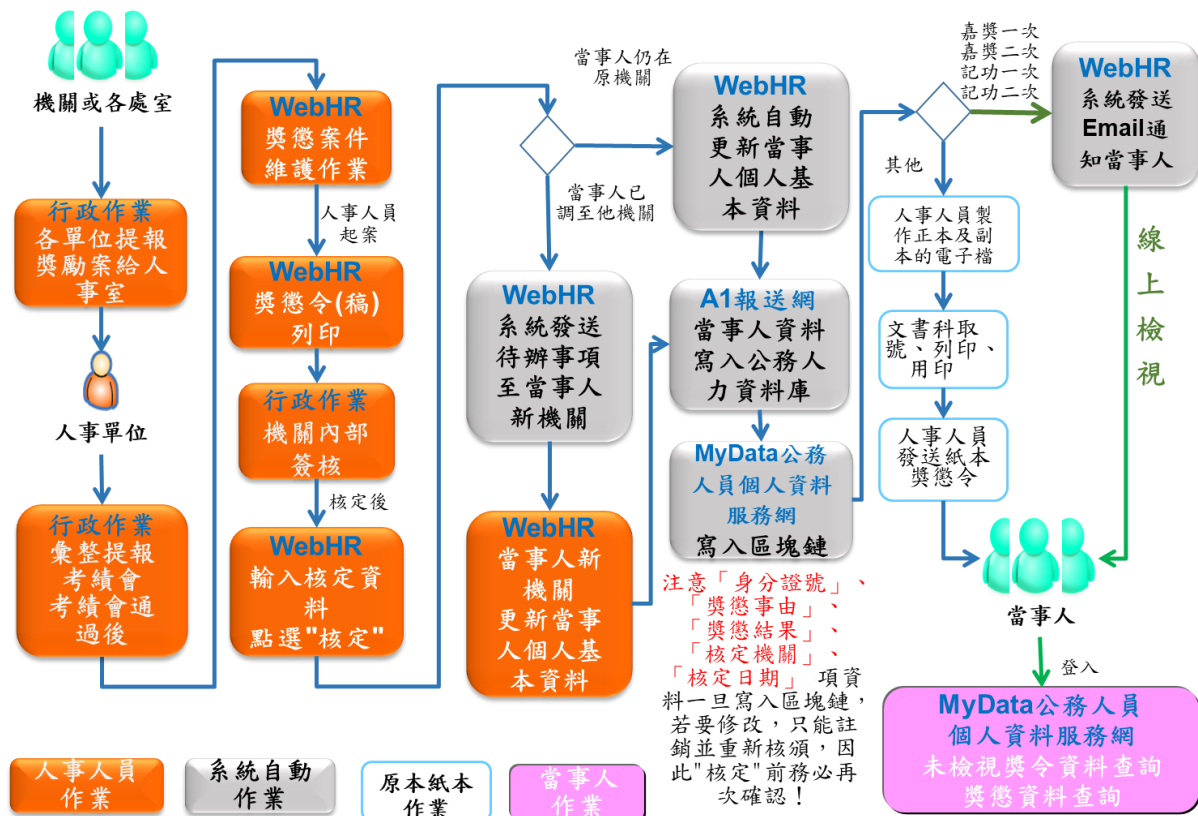 機關或各處室
行政作業
各單位提報
獎勵案給人
事室
人事單位
行政作業
彙整提報
考績會
考績會通
過後
WebHR
獎懲案件
維護作業
人事人員
起案
WebHR
獎懲令(稿)
列印
行政作業
機關內部
簽核
核定後
WebHR
輸入核定資
料
點選"核定"
當事人仍在
原機關
當事人已
調至他機關
WebHR
系統發送
待辦事項
至當事人
新機關
WebHR
當事人新
機關
更新當事
人個人基
本資料
WebHR
系統自動
更新當事
人個人基
本資料
A1報送網
當事人資料
寫入公務人
力資料庫
MyData公務
人員個人資料
服務網
寫入區塊鏈
注意「身分證號」、
「獎懲事由」、
「獎懲結果」、
「核定機關」、
「核定日期」 項資
料一旦寫入區塊鏈，
若要修改，只能註
銷並重新核頒，因
此"核定"前務必再
次確認！
嘉獎一次
嘉獎二次
記功一次
記功二次
其他
人事人員製
作正本及副
本的電子檔
文書科取
號、列印、
用印
人事人員
發送紙本
獎懲令
WebHR
系統發送
Email通
知當事人
線
上
檢
視
當事人
登入
MyData公務人員
個人資料服務網
未檢視獎令資料查詢
獎懲資料查詢
人事人員
作業
系統自動
作業
原本紙本
作業
當事人
作業